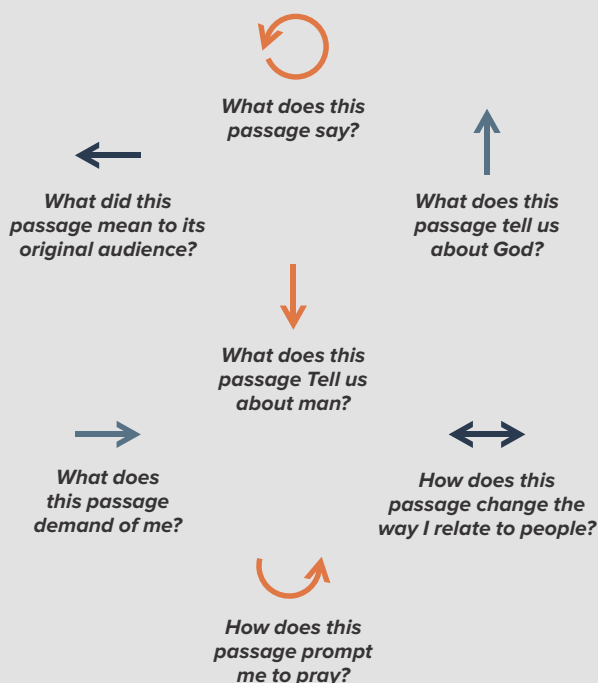 What does this
passage say?
What did this
passage mean to its
original audience?
What does this
passage tell us
about God?
What does this
passage Tell us
about man?
What does
this passage
demand of me?
How does this
passage change the
way I relate to people?
How does this
passage prompt
me to pray?